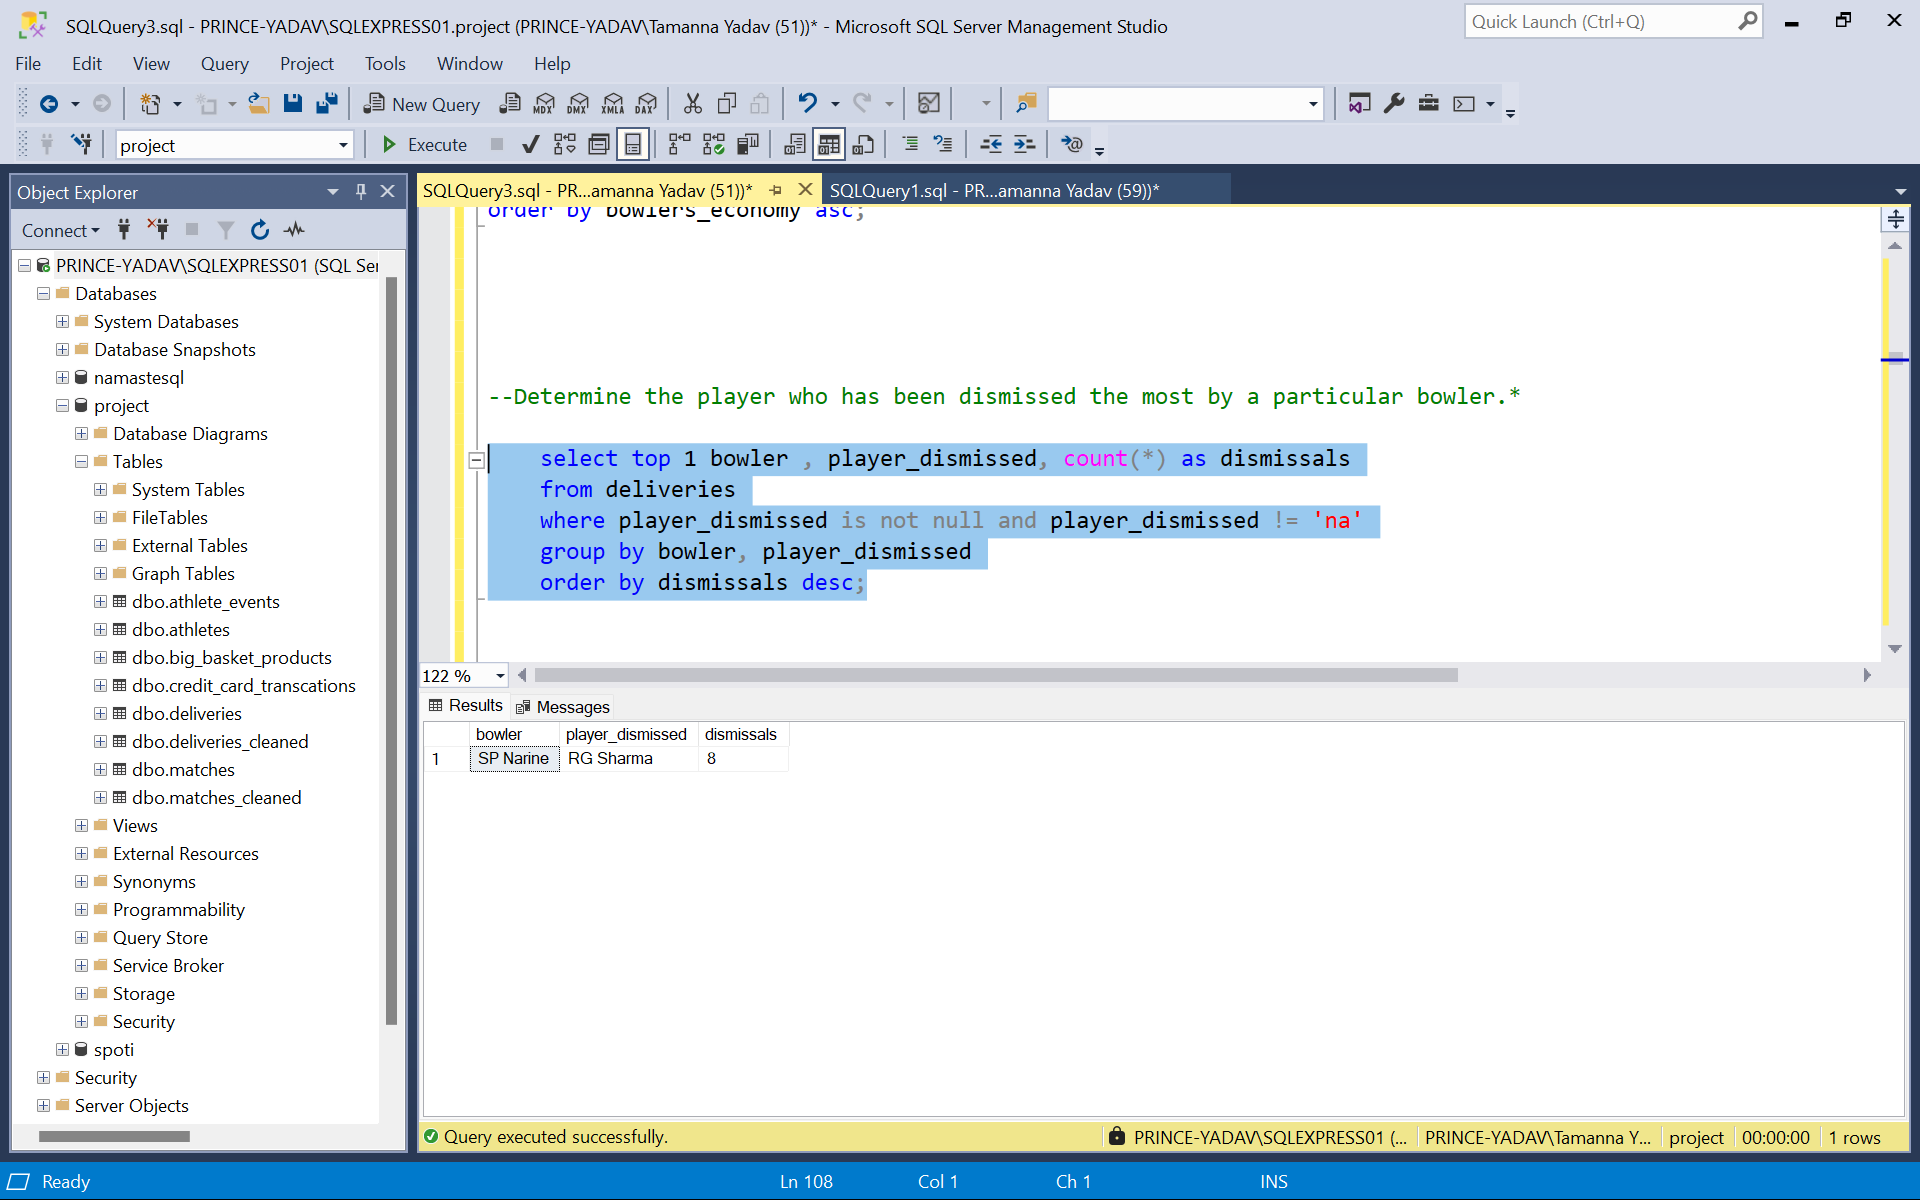 SQLQuery3.sql - PRINCE-YADAV\SQLEXPRESS01.project (PRINCE-YADAV\Tamanna Yadav (51))* - Microsoft SQL Server Management Studio
Quick Launch (Ctrl+Q)
File Edit View Query Project Tools Window Help
New Query MDX DMX XMLA DAX
project Execute
Object Explorer
SQLQuery3.sql - PR...amanna Yadav (51))* SQLQuery1.sql - PR...amanna Yadav (59))*
Connect
PRINCE-YADAV\SQLEXPRESS01 (SQL Ser
Databases
System Databases
Database Snapshots
namastesql
project
Database Diagrams
Tables
System Tables
FileTables
External Tables
Graph Tables
dbo.athlete_events
dbo.athletes
dbo.big_basket_products
dbo.credit_card_transcations
dbo.deliveries
dbo.deliveries_cleaned
dbo.matches
dbo.matches_cleaned
Views
External Resources
Synonyms
Programmability
Query Store
Service Broker
Storage
Security
spoti
Security
Server Objects
order by bowlers_economy asc;
--Determine the player who has been dismissed the most by a particular bowler.*
select top 1 bowler , player_dismissed, count(*) as dismissals
from deliveries
where player_dismissed is not null and player_dismissed != 'na'
group by bowler, player_dismissed
order by dismissals desc;
122 %
Results Messages
bowler player_dismissed dismissals
1 SP Narine RG Sharma 8
Query executed successfully. PRINCE-YADAV\SQLEXPRESS01 (... PRINCE-YADAV\Tamanna Y... project 00:00:00 1 rows
Ready Ln 108 Col 1 Ch 1 INS